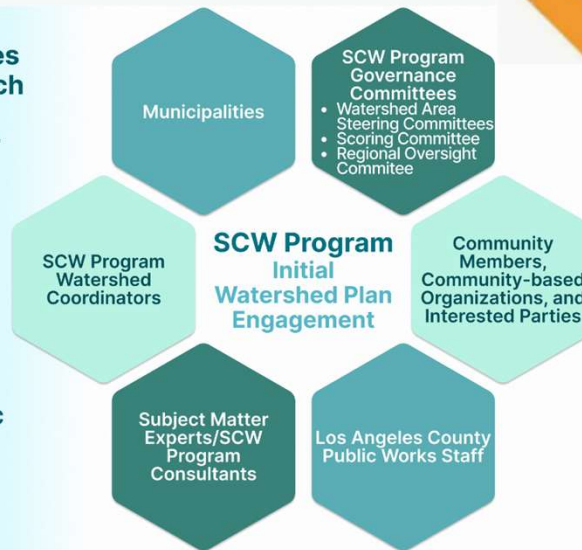 es
ch
Municipalities
SCW Program
Governance
Committees
• Watershed Area
Steering Committees
• Scoring Committee
• Regional Oversight
Commitee
SCW Program
Watershed
Coordinators
SCW Program
Initial
Watershed Plan
Engagement
Community
Members,
Community-based
Organizations, and
Interested Parties
Subject Matter
Experts/SCW
Program
Consultants
Los Angeles County
Public Works Staff